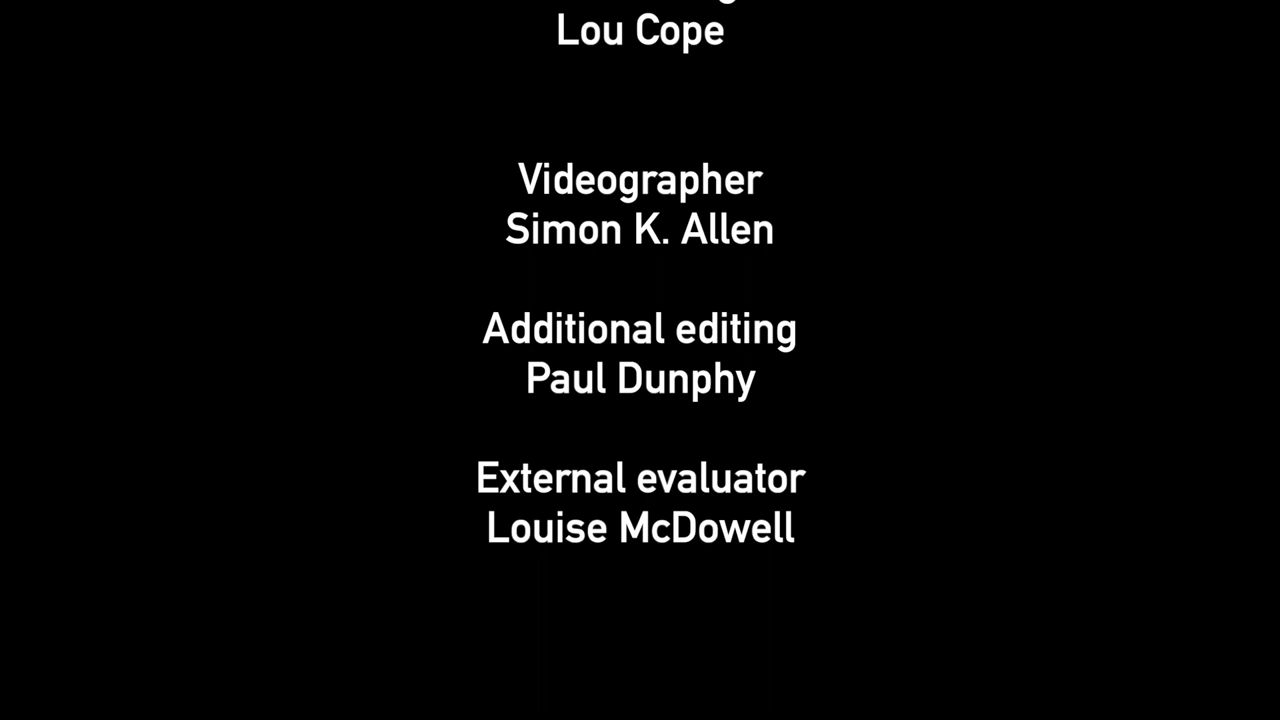 Lou Cope
Videographer
Simon K. Allen
Additional editing
Paul Dunphy
External evaluator
Louise McDowell